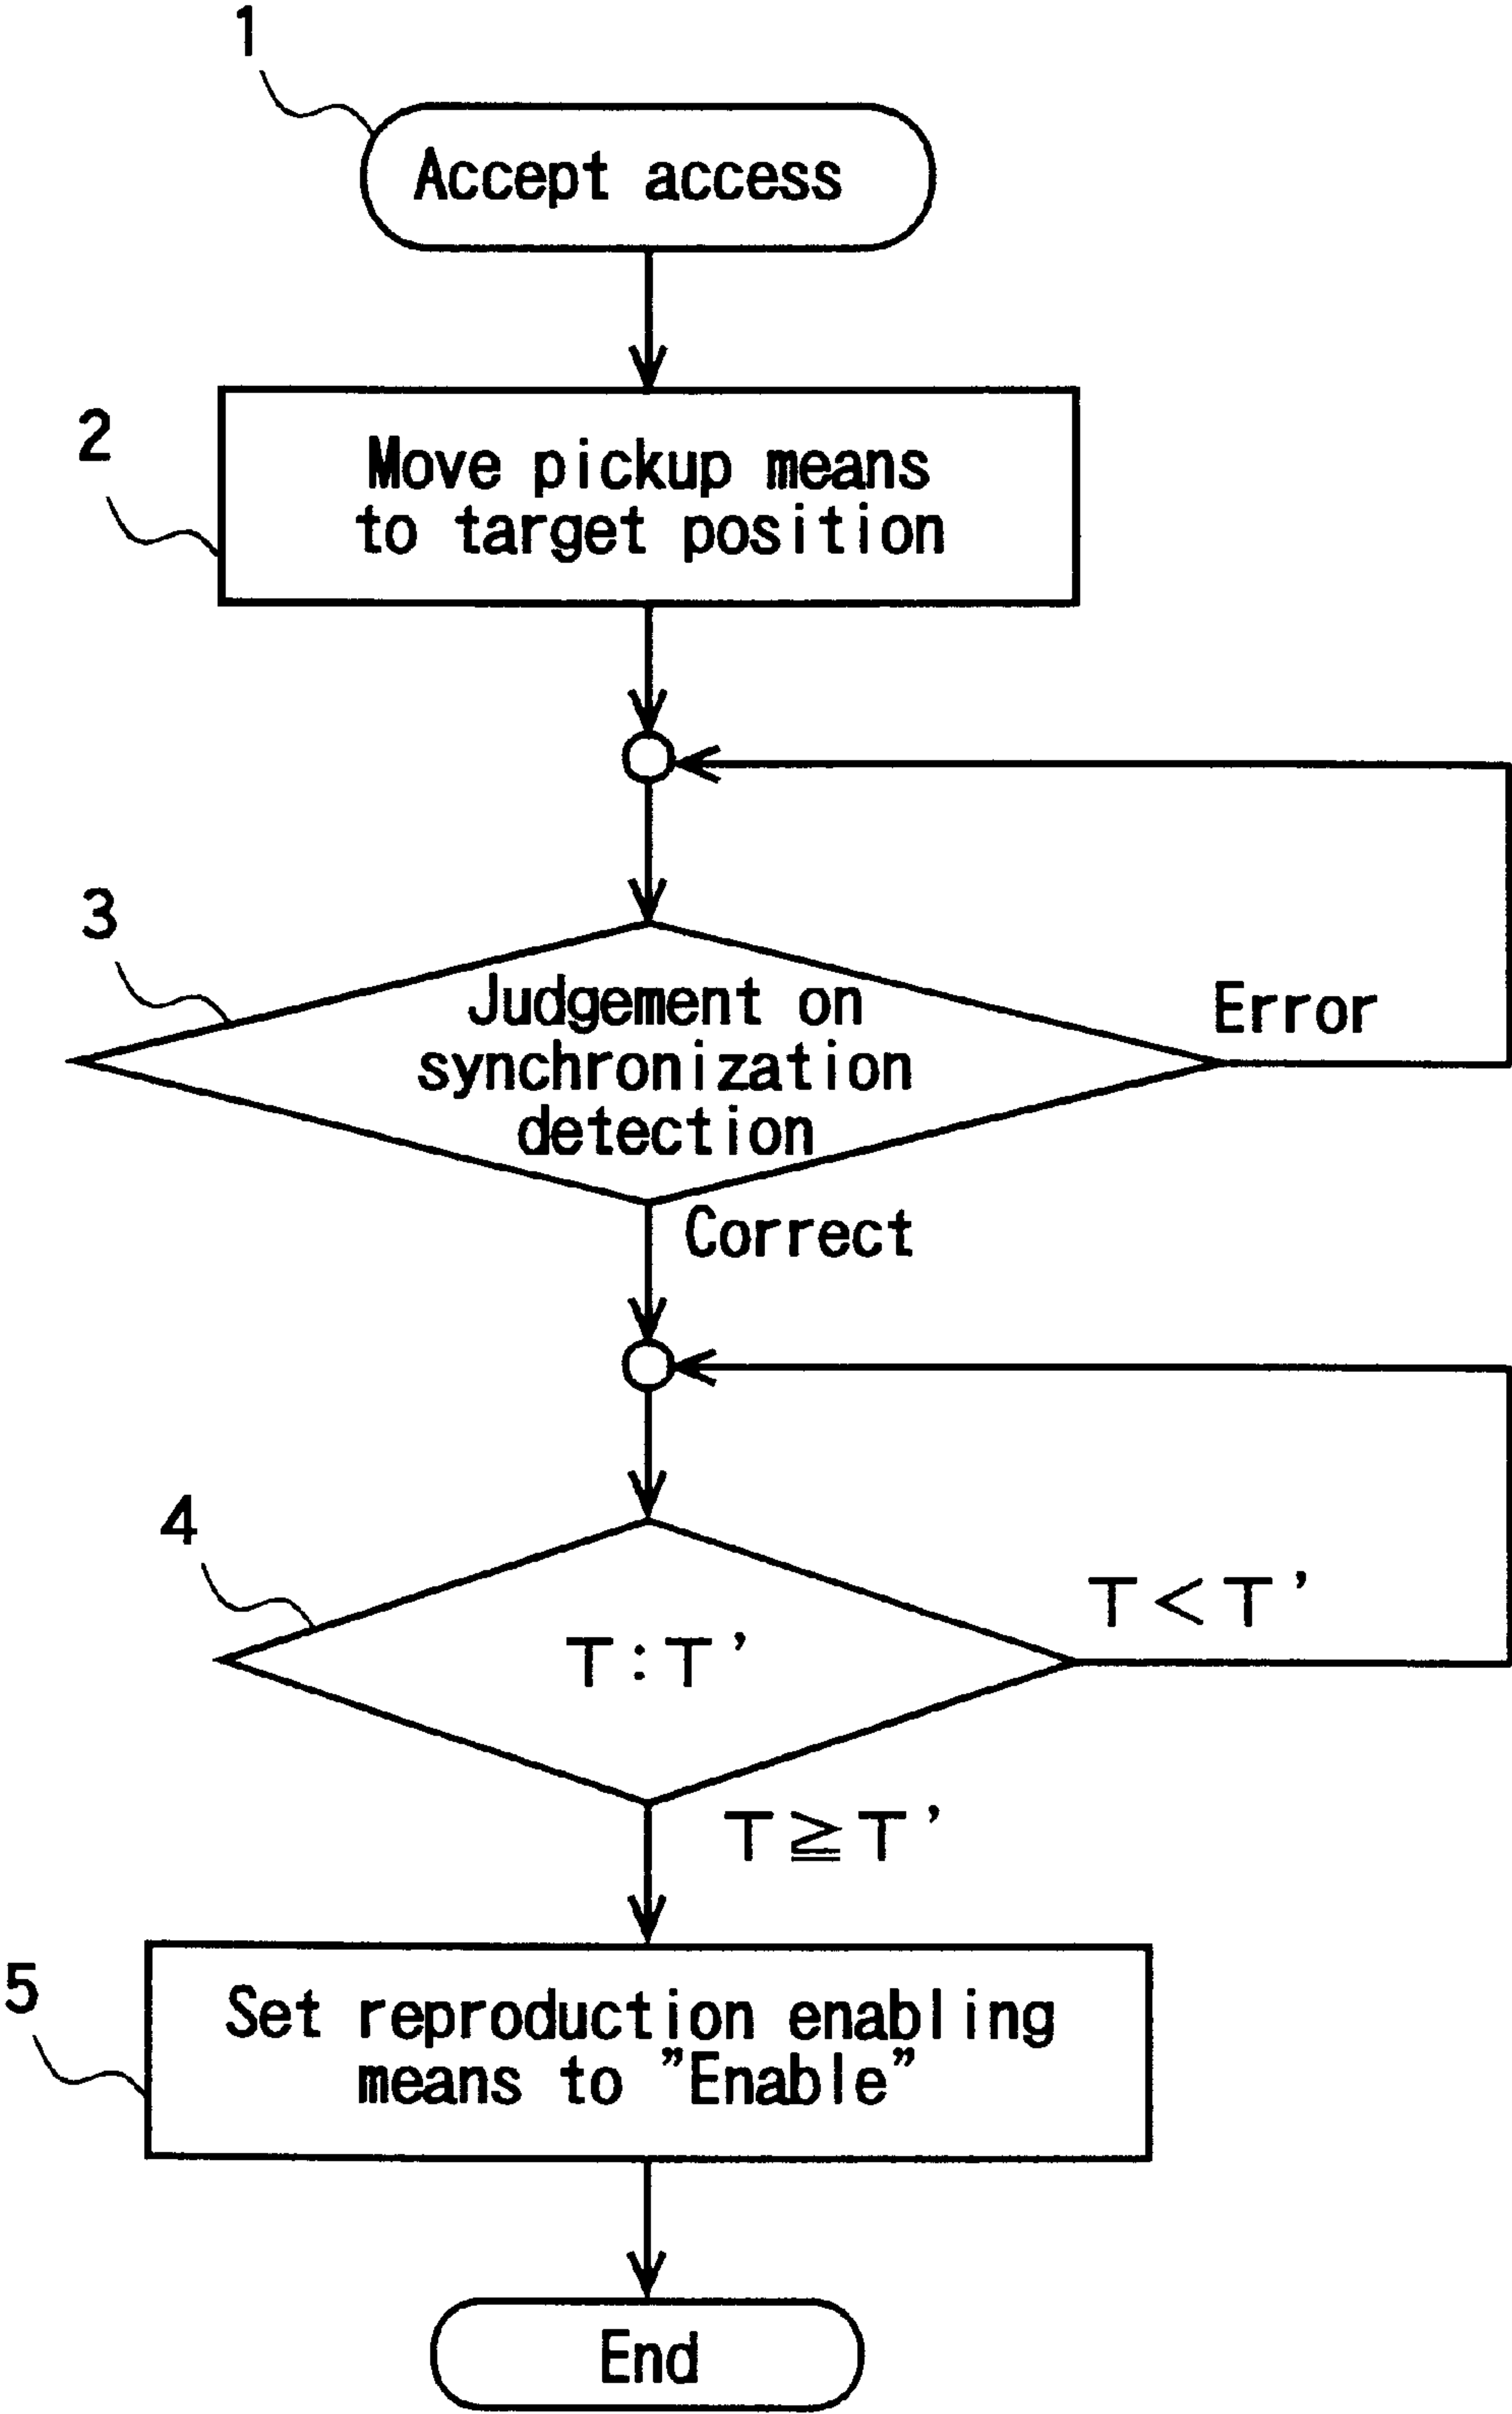 1
Accept access
2
Move pickup means
to target position
3
Judgement on
synchronization
detection
Error
Correct
4
T<T'
T:T'
T≧T'
5
Set reproduction enabling
means to ”Enable”
End